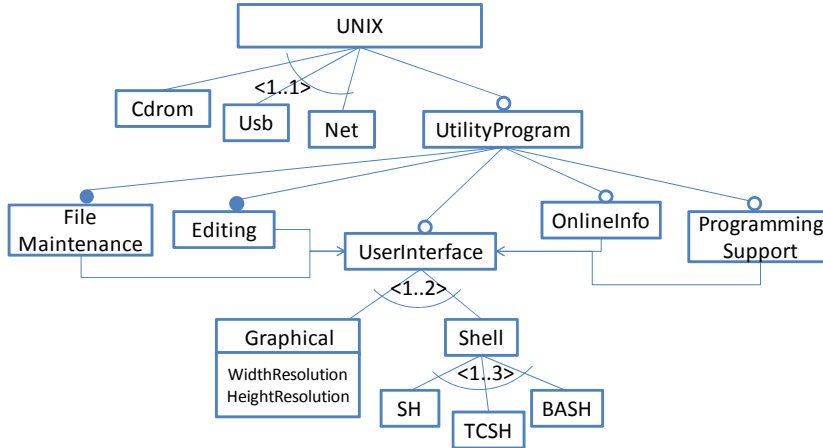 UNIX
<1..1>
Cdrom
Usb
Net
UtilityProgram
File
Maintenance
Editing
UserInterface
OnlineInfo
Programming
Support
<1..2>
Graphical
WidthResolution
HeightResolution
Shell
<1..3>
SH
TCSH
BASH